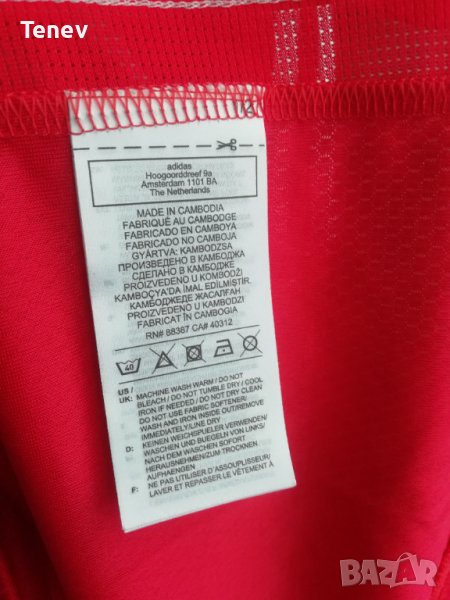 Tenev
adidas
Hoogoorddreef 9a
Amsterdam 1101 BA
The Netherlands
MADE IN CAMBODIA
FABRIQUÉ AU CAMBODGE
FABRICADO EN CAMBOYA
FABRICADO NO CAMBOJA
GYÁRTVA: KAMBODZSA
ПРОИЗВЕДЕНО В КАМБОДЖА
СДЕЛАНО В КАМБОДЖЕ
PROIZVEDENO U KOMBODŽI
KAMBOÇYA'DA İMAL EDİLMİŞTİR
КАМБОДЖЕДЕ ЖАСАЛҒАН
PROIZVEDENO U KAMBODZI
FABRICAT ÎN CAMBOGIA
RN# 88387 CA# 40312
40
US /
UK: MACHINE WASH WARM / DO NOT
BLEACH / DO NOT TUMBLE DRY / COOL
IRON IF NEEDED / DO NOT DRY CLEAN
DO NOT USE FABRIC SOFTENER/
WASH AND IRON INSIDE OUT/REMOVE
IMMEDIATELY/LINE DRY
D: KEINEN WEICHSPUELER VERWENDEN/
WASCHEN UND BUEGELN VON LINKS/
NACH DEM WASCHEN SOFORT
HERAUSNEHMEN/ZUM TROCKNEN
AUFHAENGEN
F: NE PAS UTILISER D'ASSOUPLISEUR/
LAVER ET REPASSER LE VÊTEMENT À
BAZAR